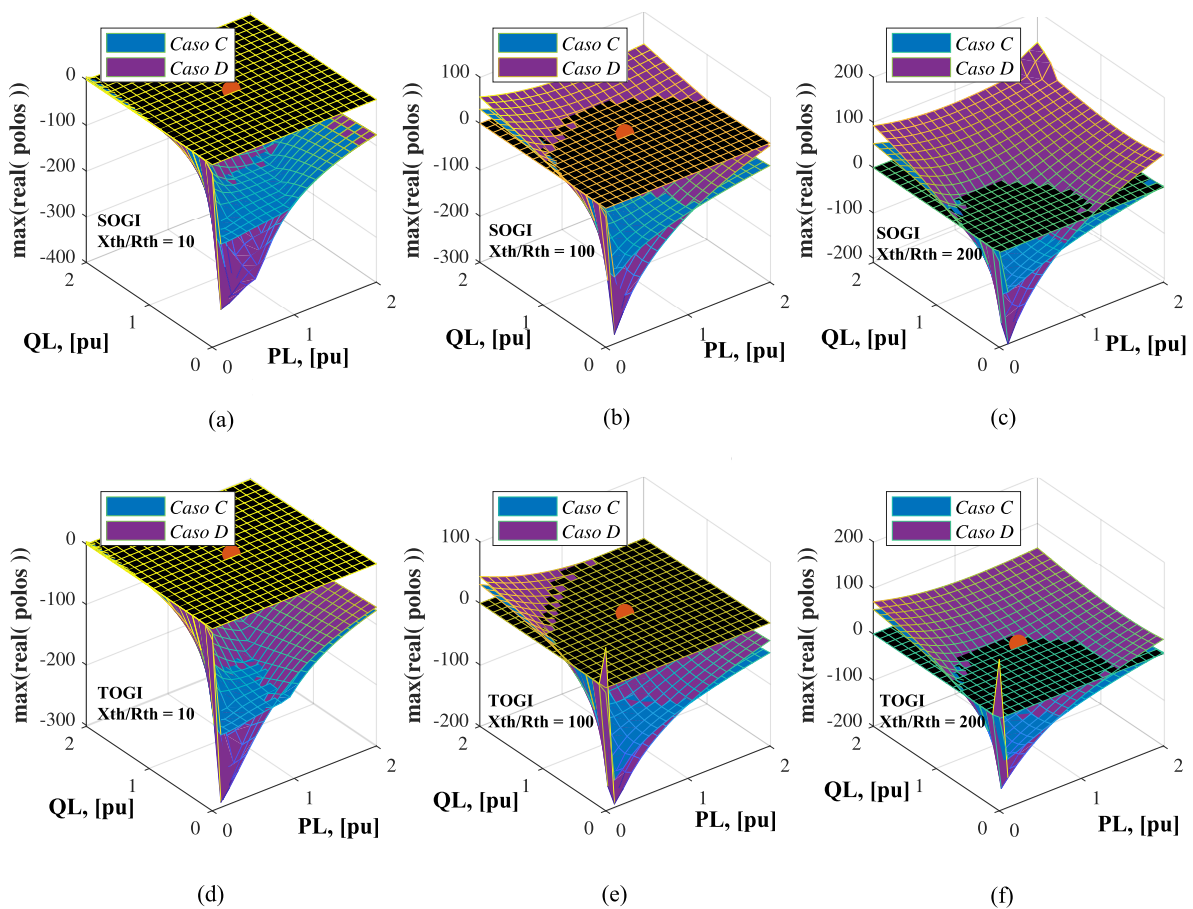 Caso C
Caso D
max(real( polos ))
0
-100
-200
-300
-400
SOGI
Xth/Rth = 10
2
1
0
QL, [pu]
0
1
2
PL, [pu]
(a)
Caso C
Caso D
max(real( polos ))
100
0
-100
-200
-300
SOGI
Xth/Rth = 100
2
1
0
QL, [pu]
0
1
2
PL, [pu]
(b)
Caso C
Caso D
max(real( polos ))
200
100
0
-100
-200
SOGI
Xth/Rth = 200
2
1
0
QL, [pu]
0
1
2
PL, [pu]
(c)
Caso C
Caso D
max(real( polos ))
0
-100
-200
-300
TOGI
Xth/Rth = 10
2
1
0
QL, [pu]
0
1
2
PL, [pu]
(d)
Caso C
Caso D
max(real( polos ))
100
0
-100
-200
TOGI
Xth/Rth = 100
2
1
0
QL, [pu]
0
1
2
PL, [pu]
(e)
Caso C
Caso D
max(real( polos ))
200
100
0
-100
-200
TOGI
Xth/Rth = 200
2
1
0
QL, [pu]
0
1
2
PL, [pu]
(f)